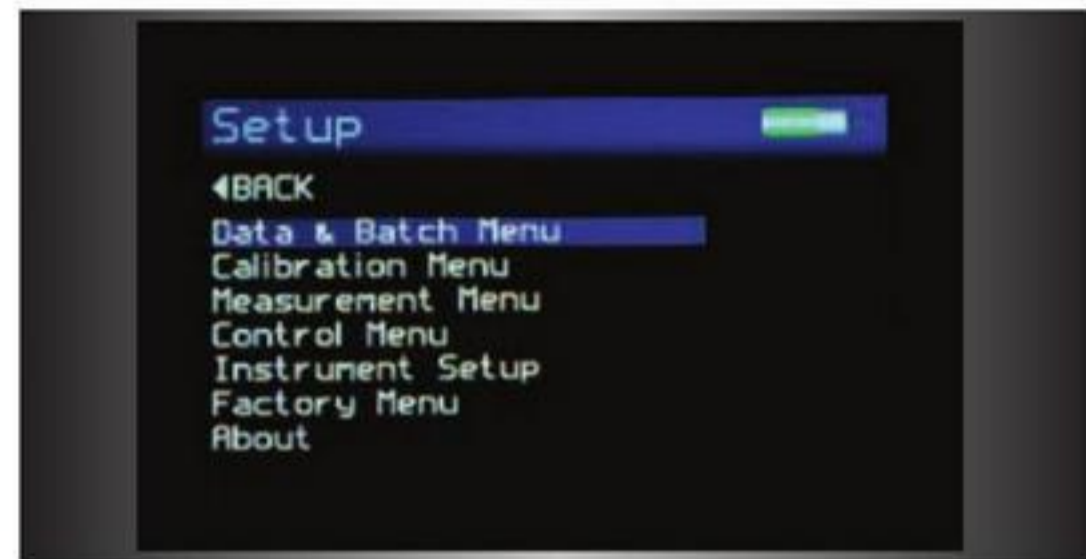 Setup
◀BACK
Data & Batch Menu
Calibration Menu
Measurement Menu
Control Menu
Instrument Setup
Factory Menu
About